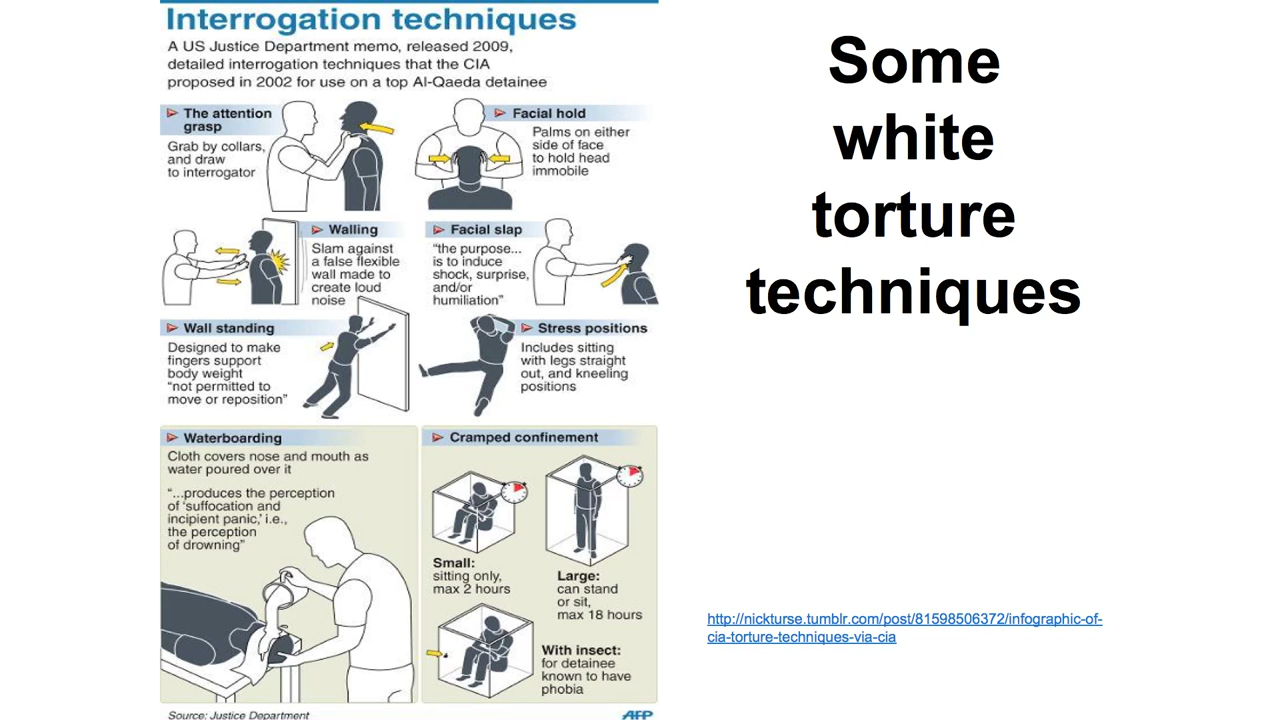 Interrogation techniques
A US Justice Department memo, released 2009,
detailed interrogation techniques that the CIA
proposed in 2002 for use on a top Al-Qaeda detainee
The attention
grasp
Grab by collars,
and draw
to interrogator
Facial hold
Palms on either
side of face
to hold head
immobile
Walling
Slam against
a false flexible
wall made to
create loud
noise
Facial slap
“the purpose...
is to induce
shock, surprise,
and/or
humiliation”
Wall standing
Designed to make
fingers support
body weight
“not permitted to
move or reposition”
Stress positions
Includes sitting
with legs straight
out, and kneeling
positions
Waterboarding
Cloth covers nose and mouth as
water poured over it
“...produces the perception
of ‘suffocation and
incipient panic,’ i.e.,
the perception
of drowning”
Cramped confinement
Small:
sitting only,
max 2 hours
Large:
can stand
or sit,
max 18 hours
With insect:
for detainee
known to have
phobia
Source: Justice Department
AFP
Some
white
torture
techniques
http://nickturse.tumblr.com/post/81598506372/infographic-of-
cia-torture-techniques-via-cia